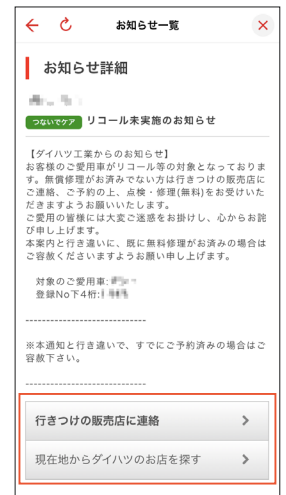 お知らせ一覧
お知らせ詳細
つないでケア リコール未実施のお知らせ
【ダイハツ工業からのお知らせ】
お客様のご愛用車がリコール等の対象となっておりま
す。無償修理がお済みでない方は行きつけの販売店に
ご連絡、ご予約の上、点検・修理(無料)をお受けいた
だきますようお願いいたします。
ご愛用の皆様には大変ご迷惑をお掛けし、心からお詫
び申し上げます。
本案内と行き違いに、既に無料修理がお済みの場合は
ご容赦くださいますようお願い申し上げます。
対象のご愛用車:
登録No下4桁:
----------------------------
※本通知と行き違いで、すでにご予約済みの場合はご
容赦下さい。
----------------------------
行きつけの販売店に連絡
現在地からダイハツのお店を探す